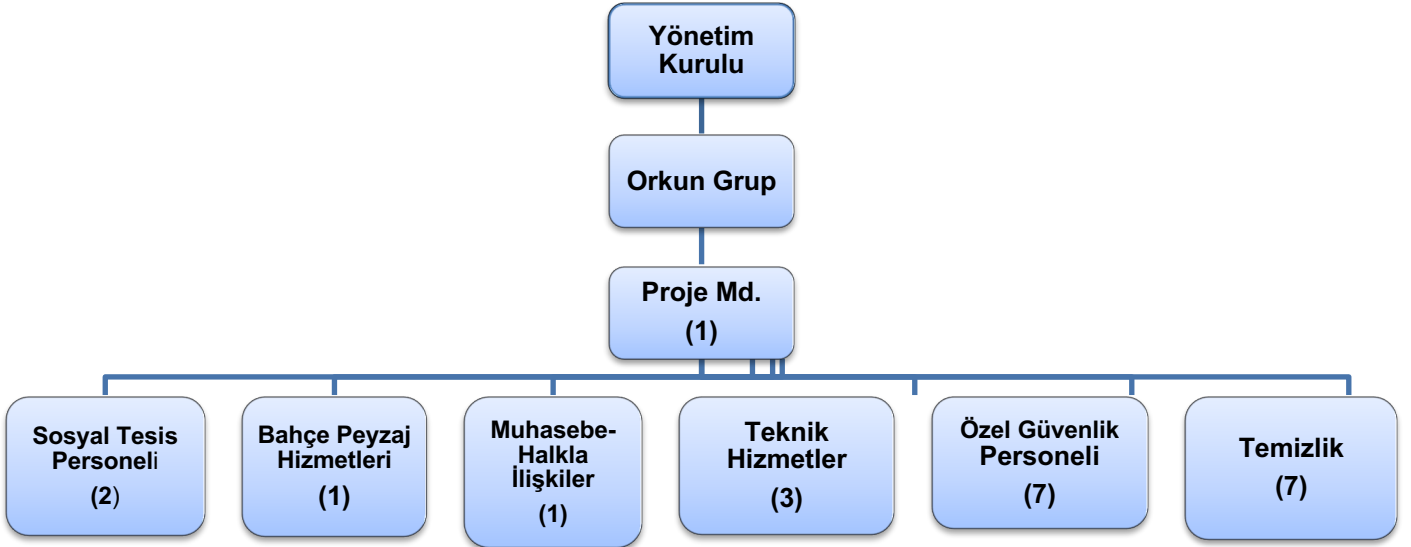 Yönetim
Kurulu
Orkun Grup
Proje Md.
(1)
Sosyal Tesis
Personeli
(2)
Bahçe Peyzaj
Hizmetleri
(1)
Muhasebe-
Halkla
İlişkiler
(1)
Teknik
Hizmetler
(3)
Özel Güvenlik
Personeli
(7)
Temizlik
(7)